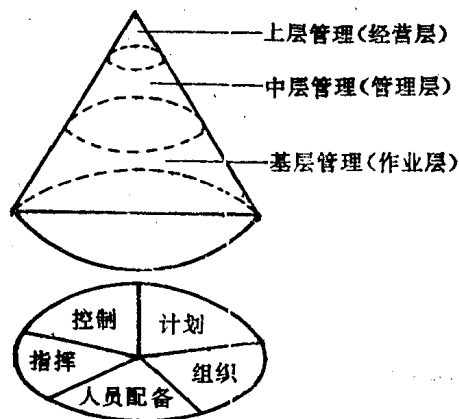 上层管理(经营层)
中层管理(管理层)
基层管理(作业层)
控制
计划
指挥
组织
人员配备